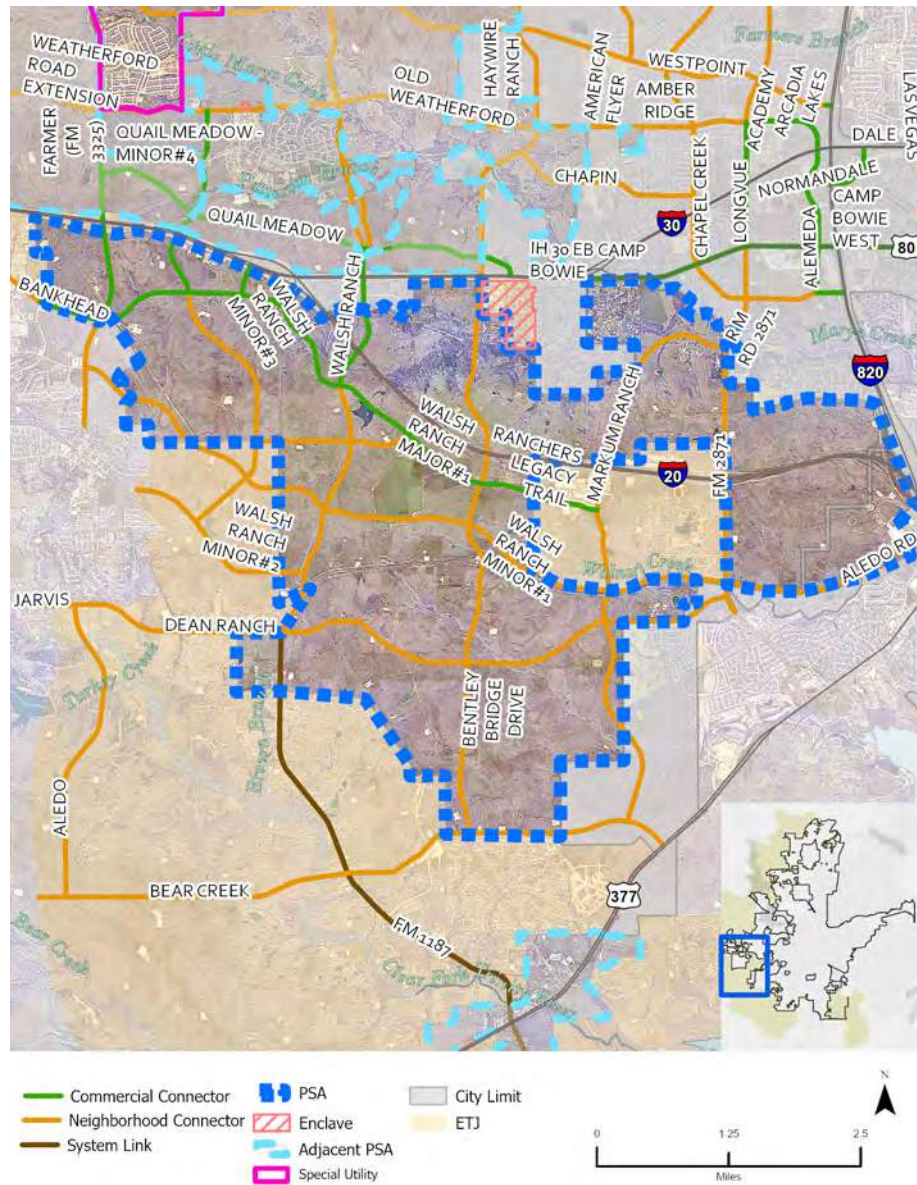 WEATHERFORD
ROAD
EXTENSION
FARMER
(FM
3325)
QUAIL MEADOW -
MINOR#4
OLD
WEATHERFORD
HAYWIRE
RANCH
AMERICAN
FLYER
WESTPOINT
AMBER
RIDGE
ACADEMY
ARCADIA
LAKES
Farmers Branch
LAS VEGAS
DALE
CHAPIN
CHAPEL CREEK
LONGVUE
NORMANDALE
CAMP
BOWIE
WEST
ALEMEDA
80
30
QUAIL MEADOW
IH 30 EB CAMP
BOWIE
BANKHEAD
WALSH
RANCH
MINOR#3
WALSH RANCH
RM
RD 2871
Marys Creek
820
WALSH
RANCH
MAJOR#1
RANCHERS
LEGACY
TRAIL
MARKUM RANCH
20
FM 2871
WALSH
RANCH
MINOR#2
WALSH
RANCH
MINOR#1
Walnut Creek
ALEDO RD
JARVIS
DEAN RANCH
Turkey Creek
BENTLEY
BRIDGE
DRIVE
ALEDO
BEAR CREEK
Bear Creek
FM 1187
377
Clear Fork Trinity River
Commercial Connector
Neighborhood Connector
System Link
PSA
Enclave
Adjacent PSA
Special Utility
City Limit
ETJ
N
0
1.25
2.5
Miles